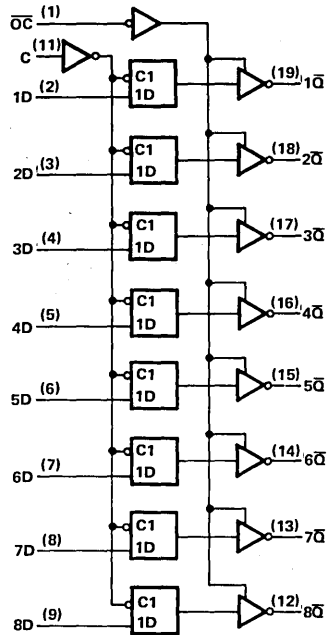 O̅C̅ (1)
C (11)
C1 (19) 1Q̅
1D (2) 1D
C1 (18) 2Q̅
2D (3) 1D
C1 (17) 3Q̅
3D (4) 1D
C1 (16) 4Q̅
4D (5) 1D
C1 (15) 5Q̅
5D (6) 1D
C1 (14) 6Q̅
6D (7) 1D
C1 (13) 7Q̅
7D (8) 1D
C1 (12) 8Q̅
8D (9) 1D